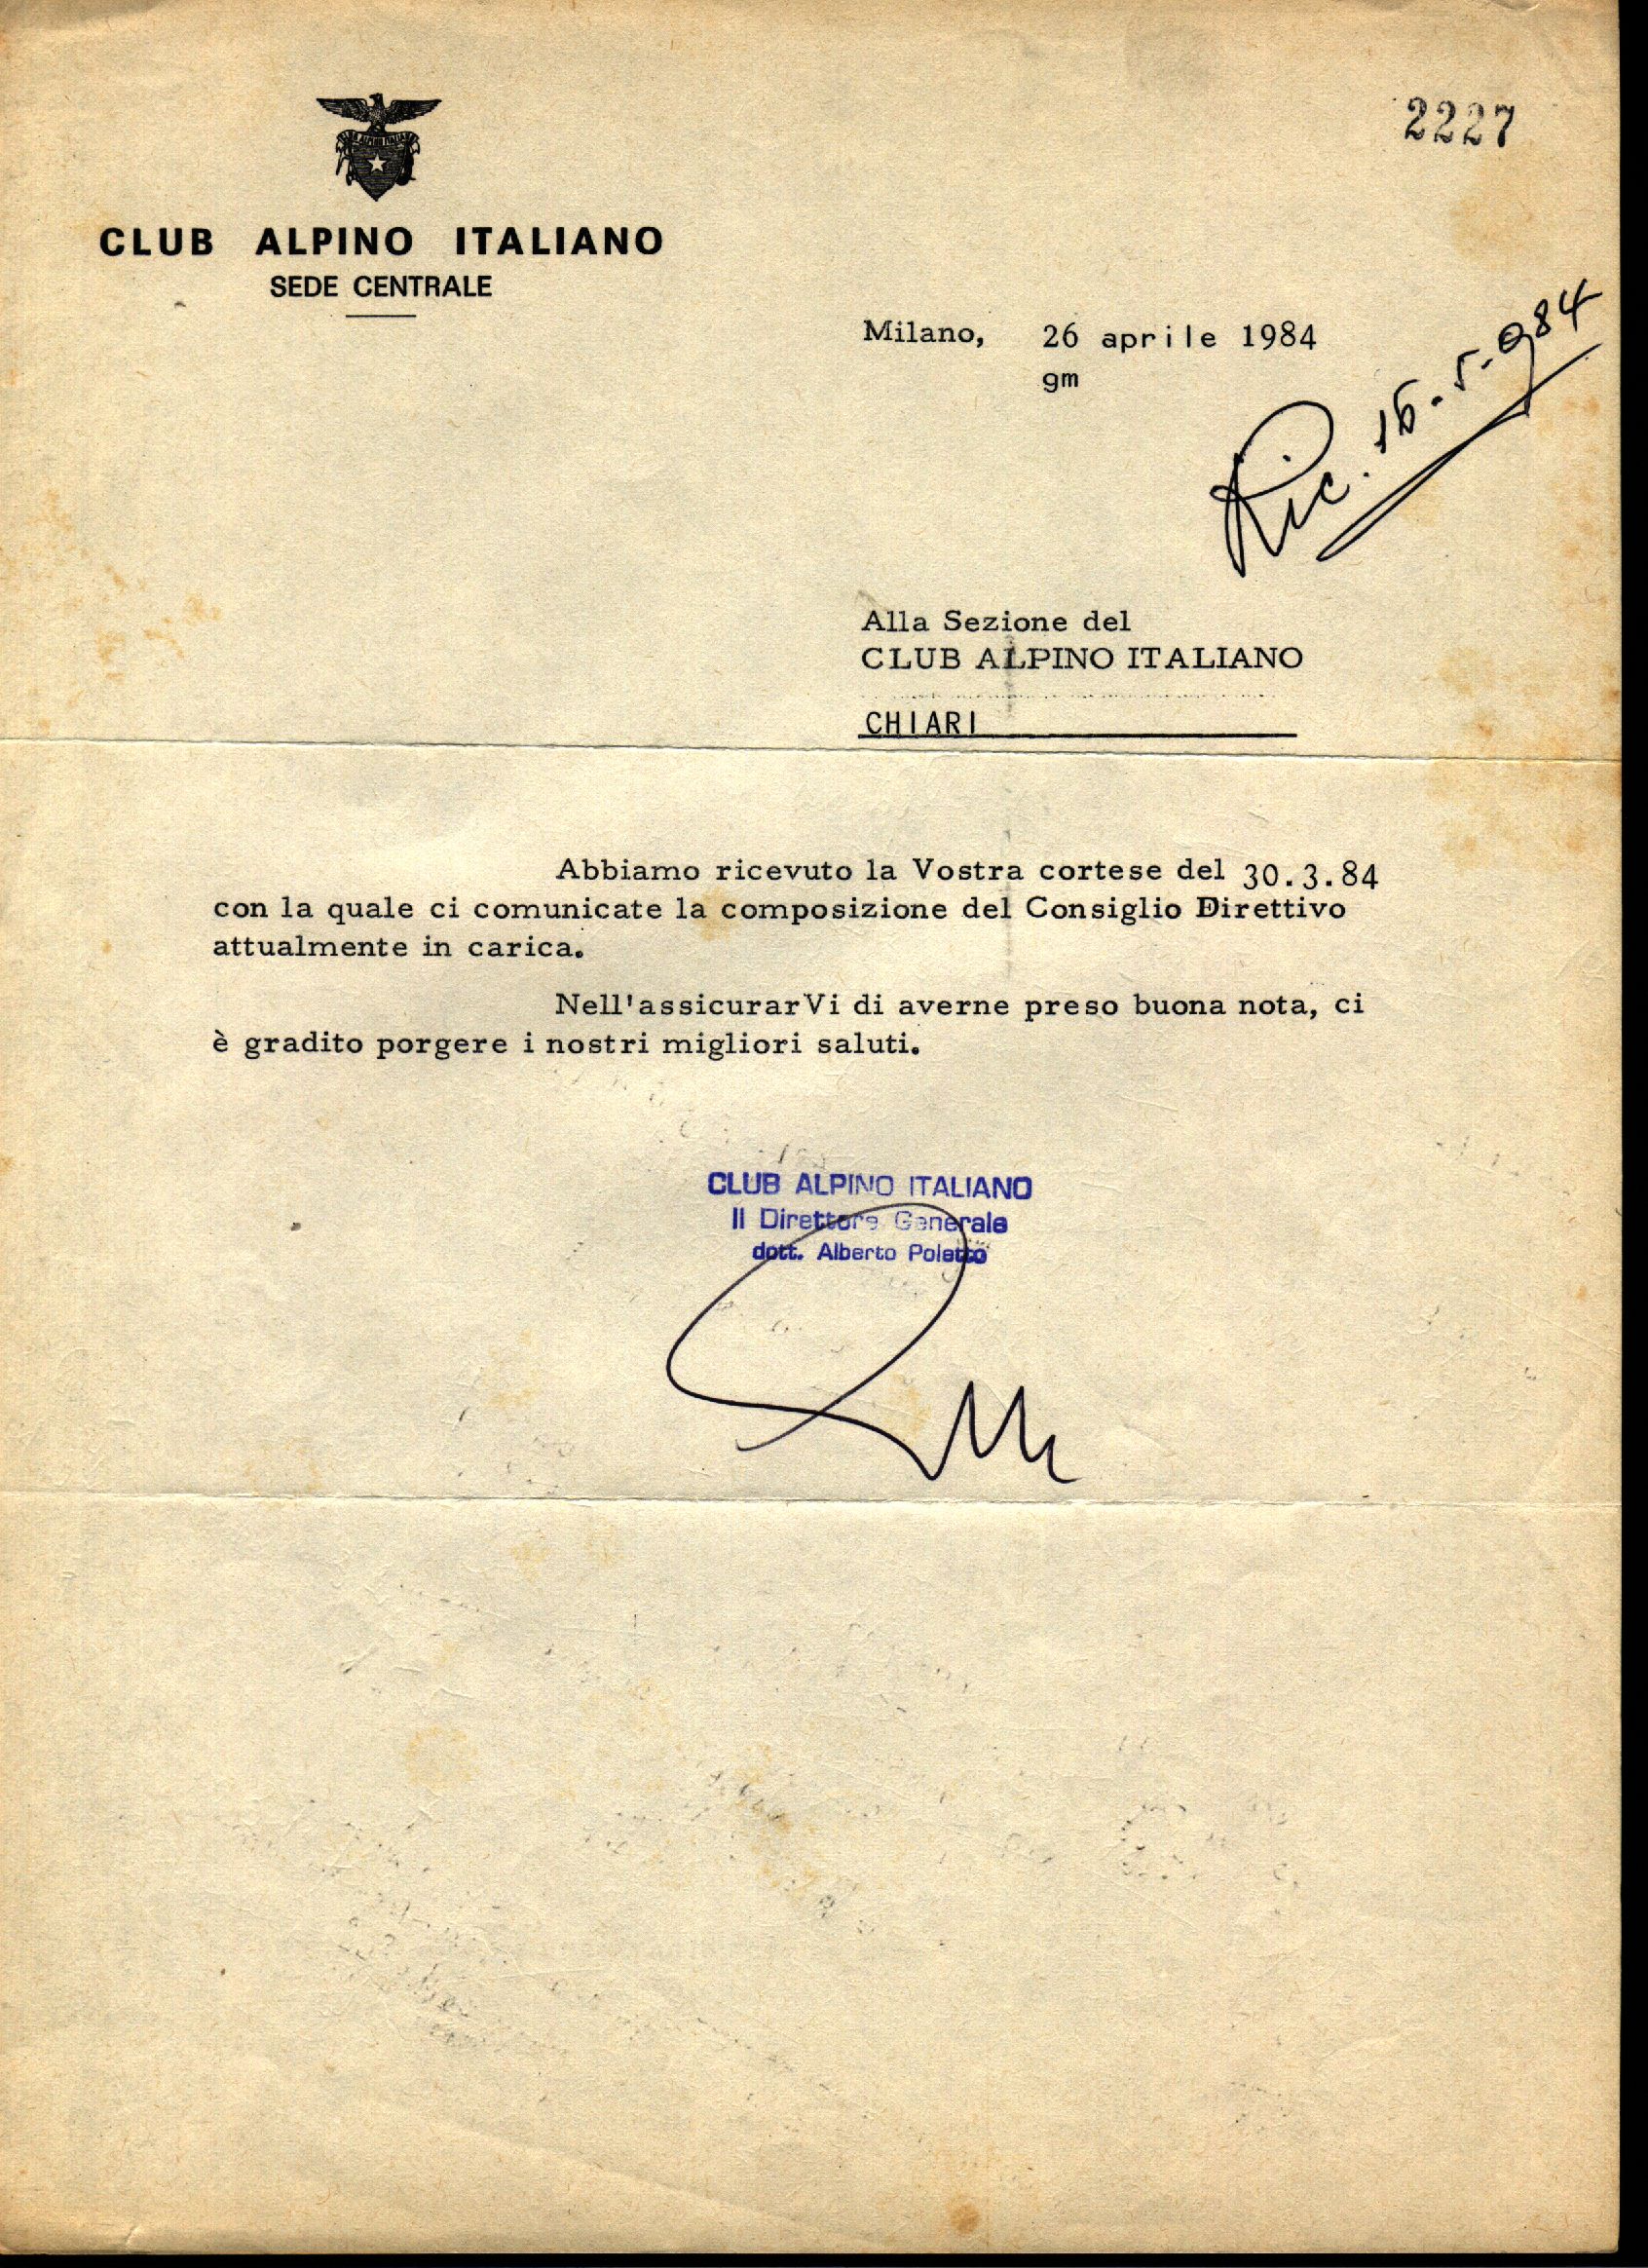 2227
CLUB ALPINO ITALIANO
SEDE CENTRALE
Milano, 26 aprile 1984
gm
Ric. 16.5.984
Alla Sezione del
CLUB ALPINO ITALIANO
CHIARI
Abbiamo ricevuto la Vostra cortese del 30.3.84
con la quale ci comunicate la composizione del Consiglio Direttivo
attualmente in carica.
Nell'assicurarVi di averne preso buona nota, ci
è gradito porgere i nostri migliori saluti.
CLUB ALPINO ITALIANO
Il Direttore Generale
dott. Alberto Poletto